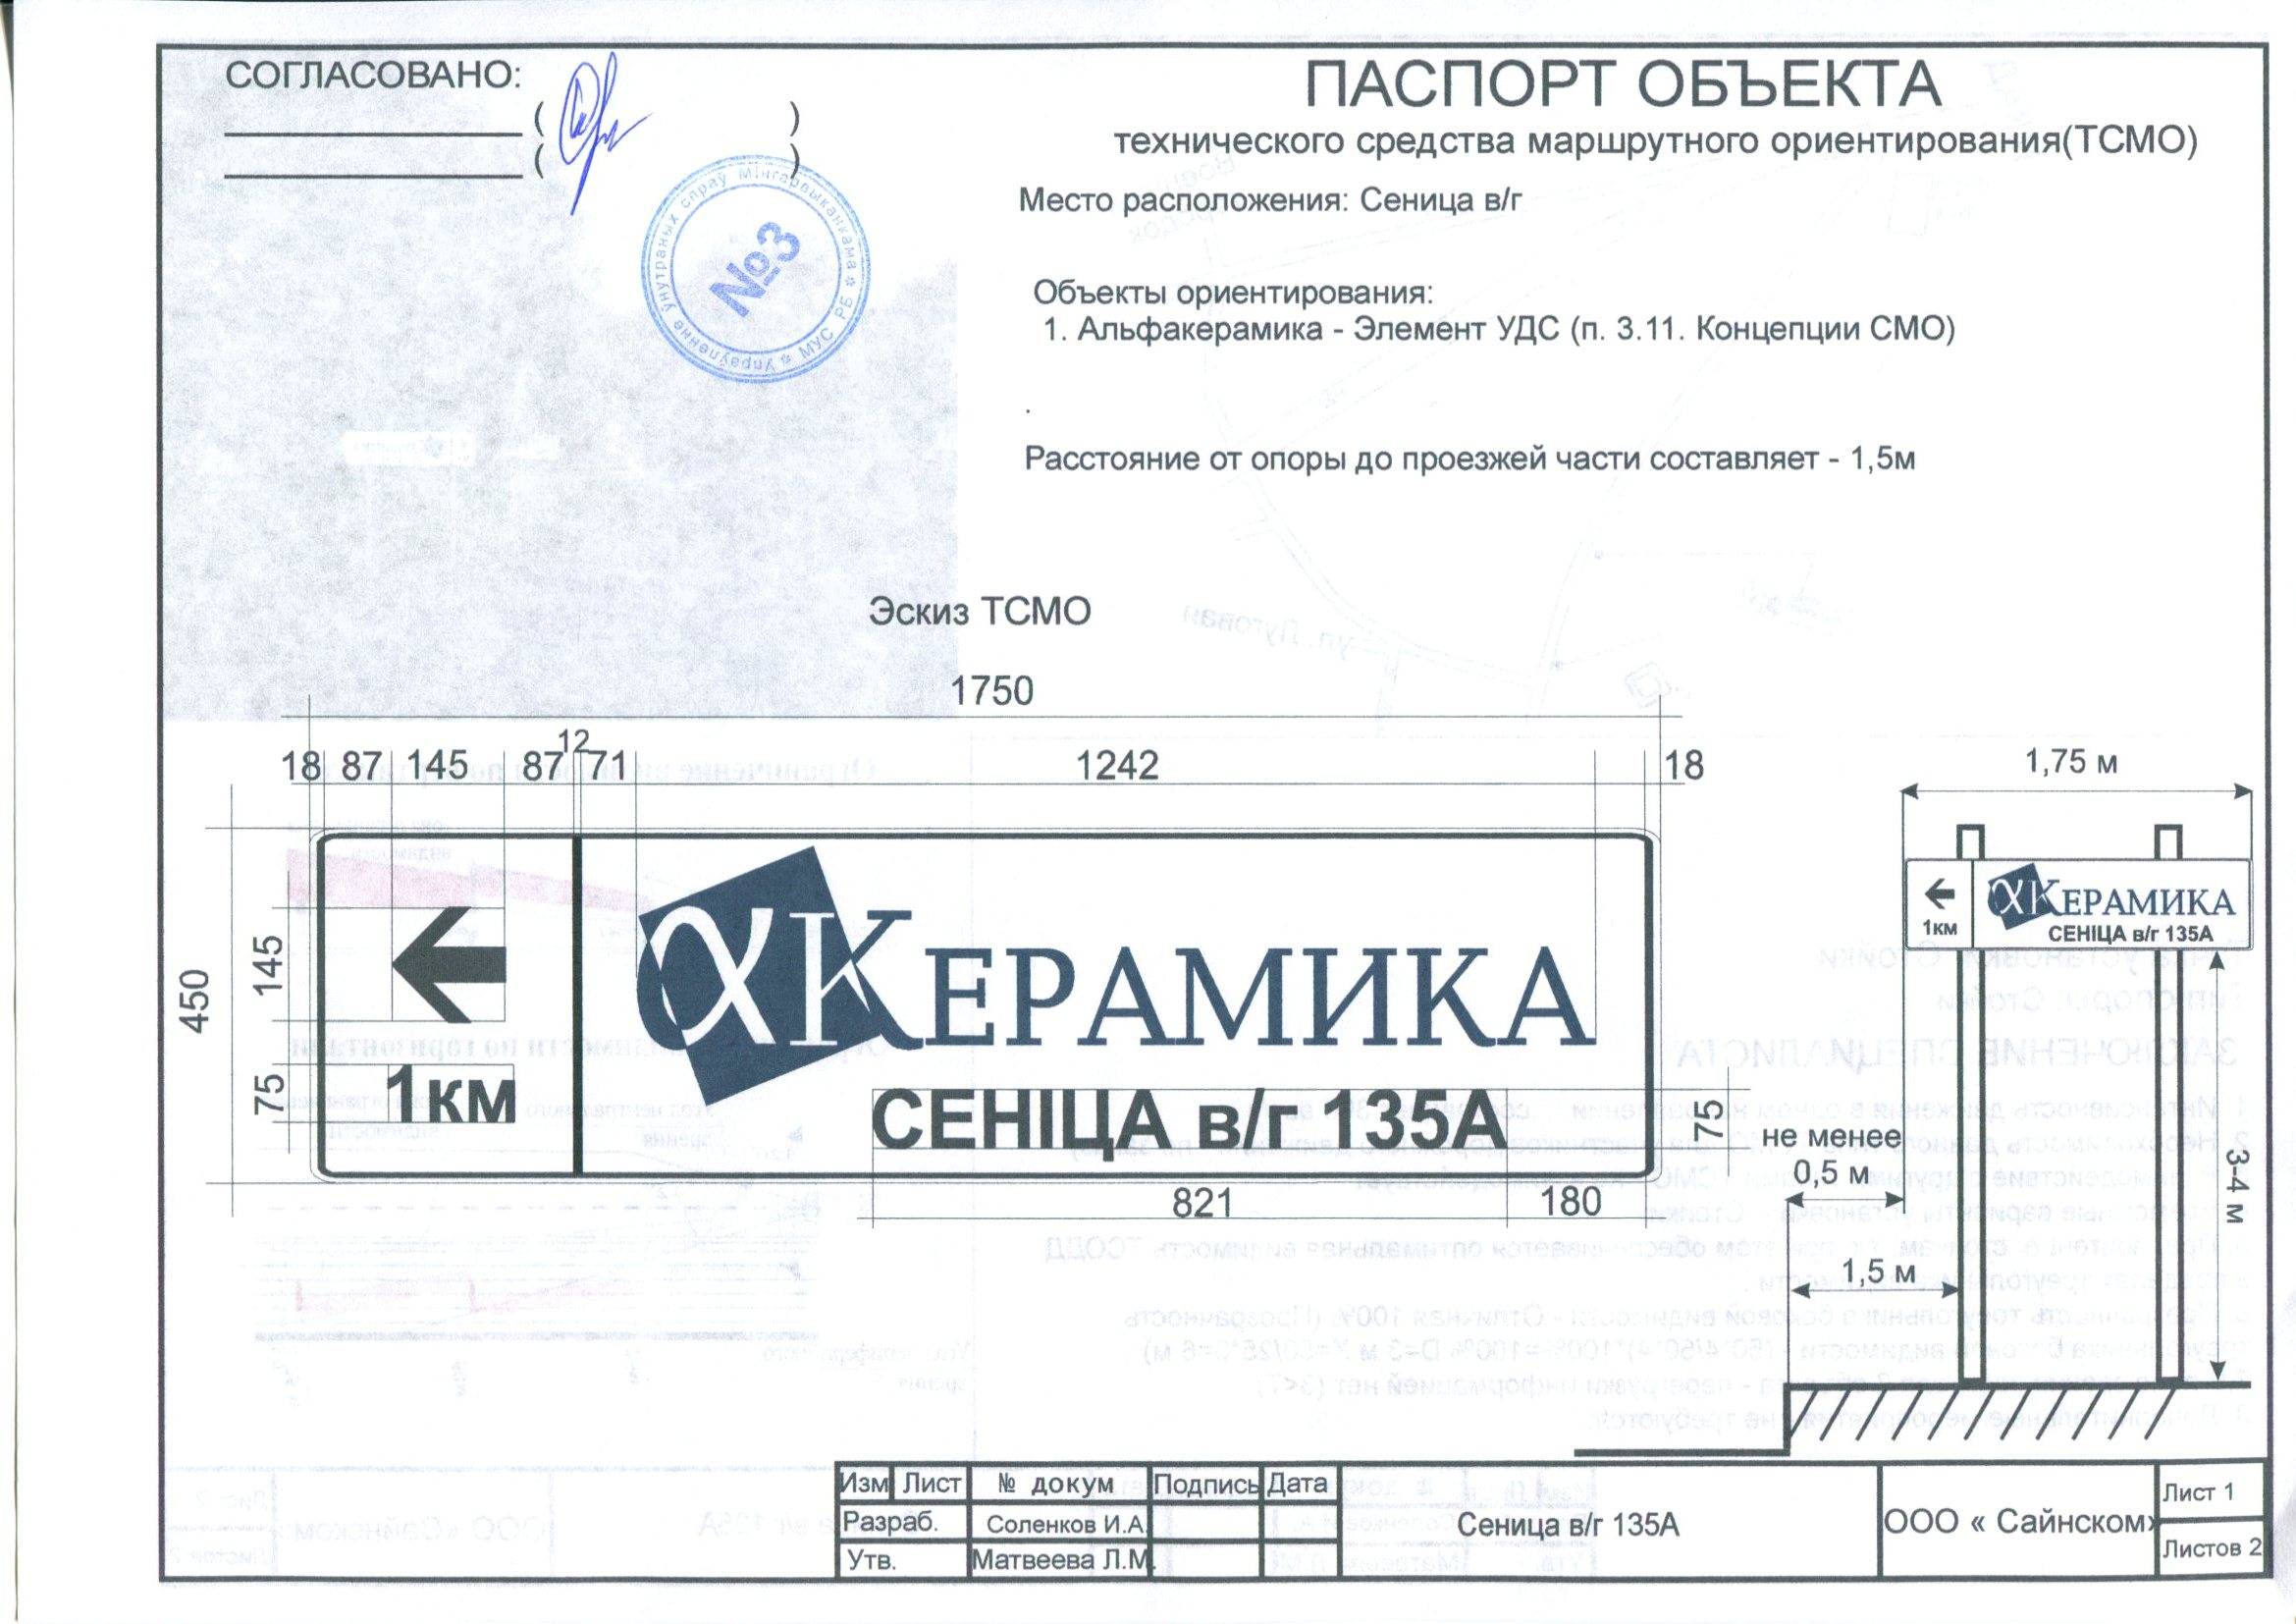 СОГЛАСОВАНО:
( )
( )
Упраўленне ўнутраных спраў Мінгарвыканкама * МУС РБ *
№3
ПАСПОРТ ОБЪЕКТА
технического средства маршрутного ориентирования(ТСМО)
Место расположения: Сеница в/г
Объекты ориентирования:
1. Альфакерамика - Элемент УДС (п. 3.11. Концепции СМО)
.
Расстояние от опоры до проезжей части составляет - 1,5м
Эскиз ТСМО
1750
18 87 145 87 12 71 1242 18
450
145
75
1км
αКЕРАМИКА
СЕНІЦА в/г 135А
75
821
180
1,75 м
1км
αКЕРАМИКА
СЕНІЦА в/г 135А
не менее
0,5 м
1,5 м
3-4 м
Изм Лист № докум Подпись Дата
Разраб. Соленков И.А.
Утв. Матвеева Л.М.
Сеница в/г 135А
ООО « Сайнском»
Лист 1
Листов 2